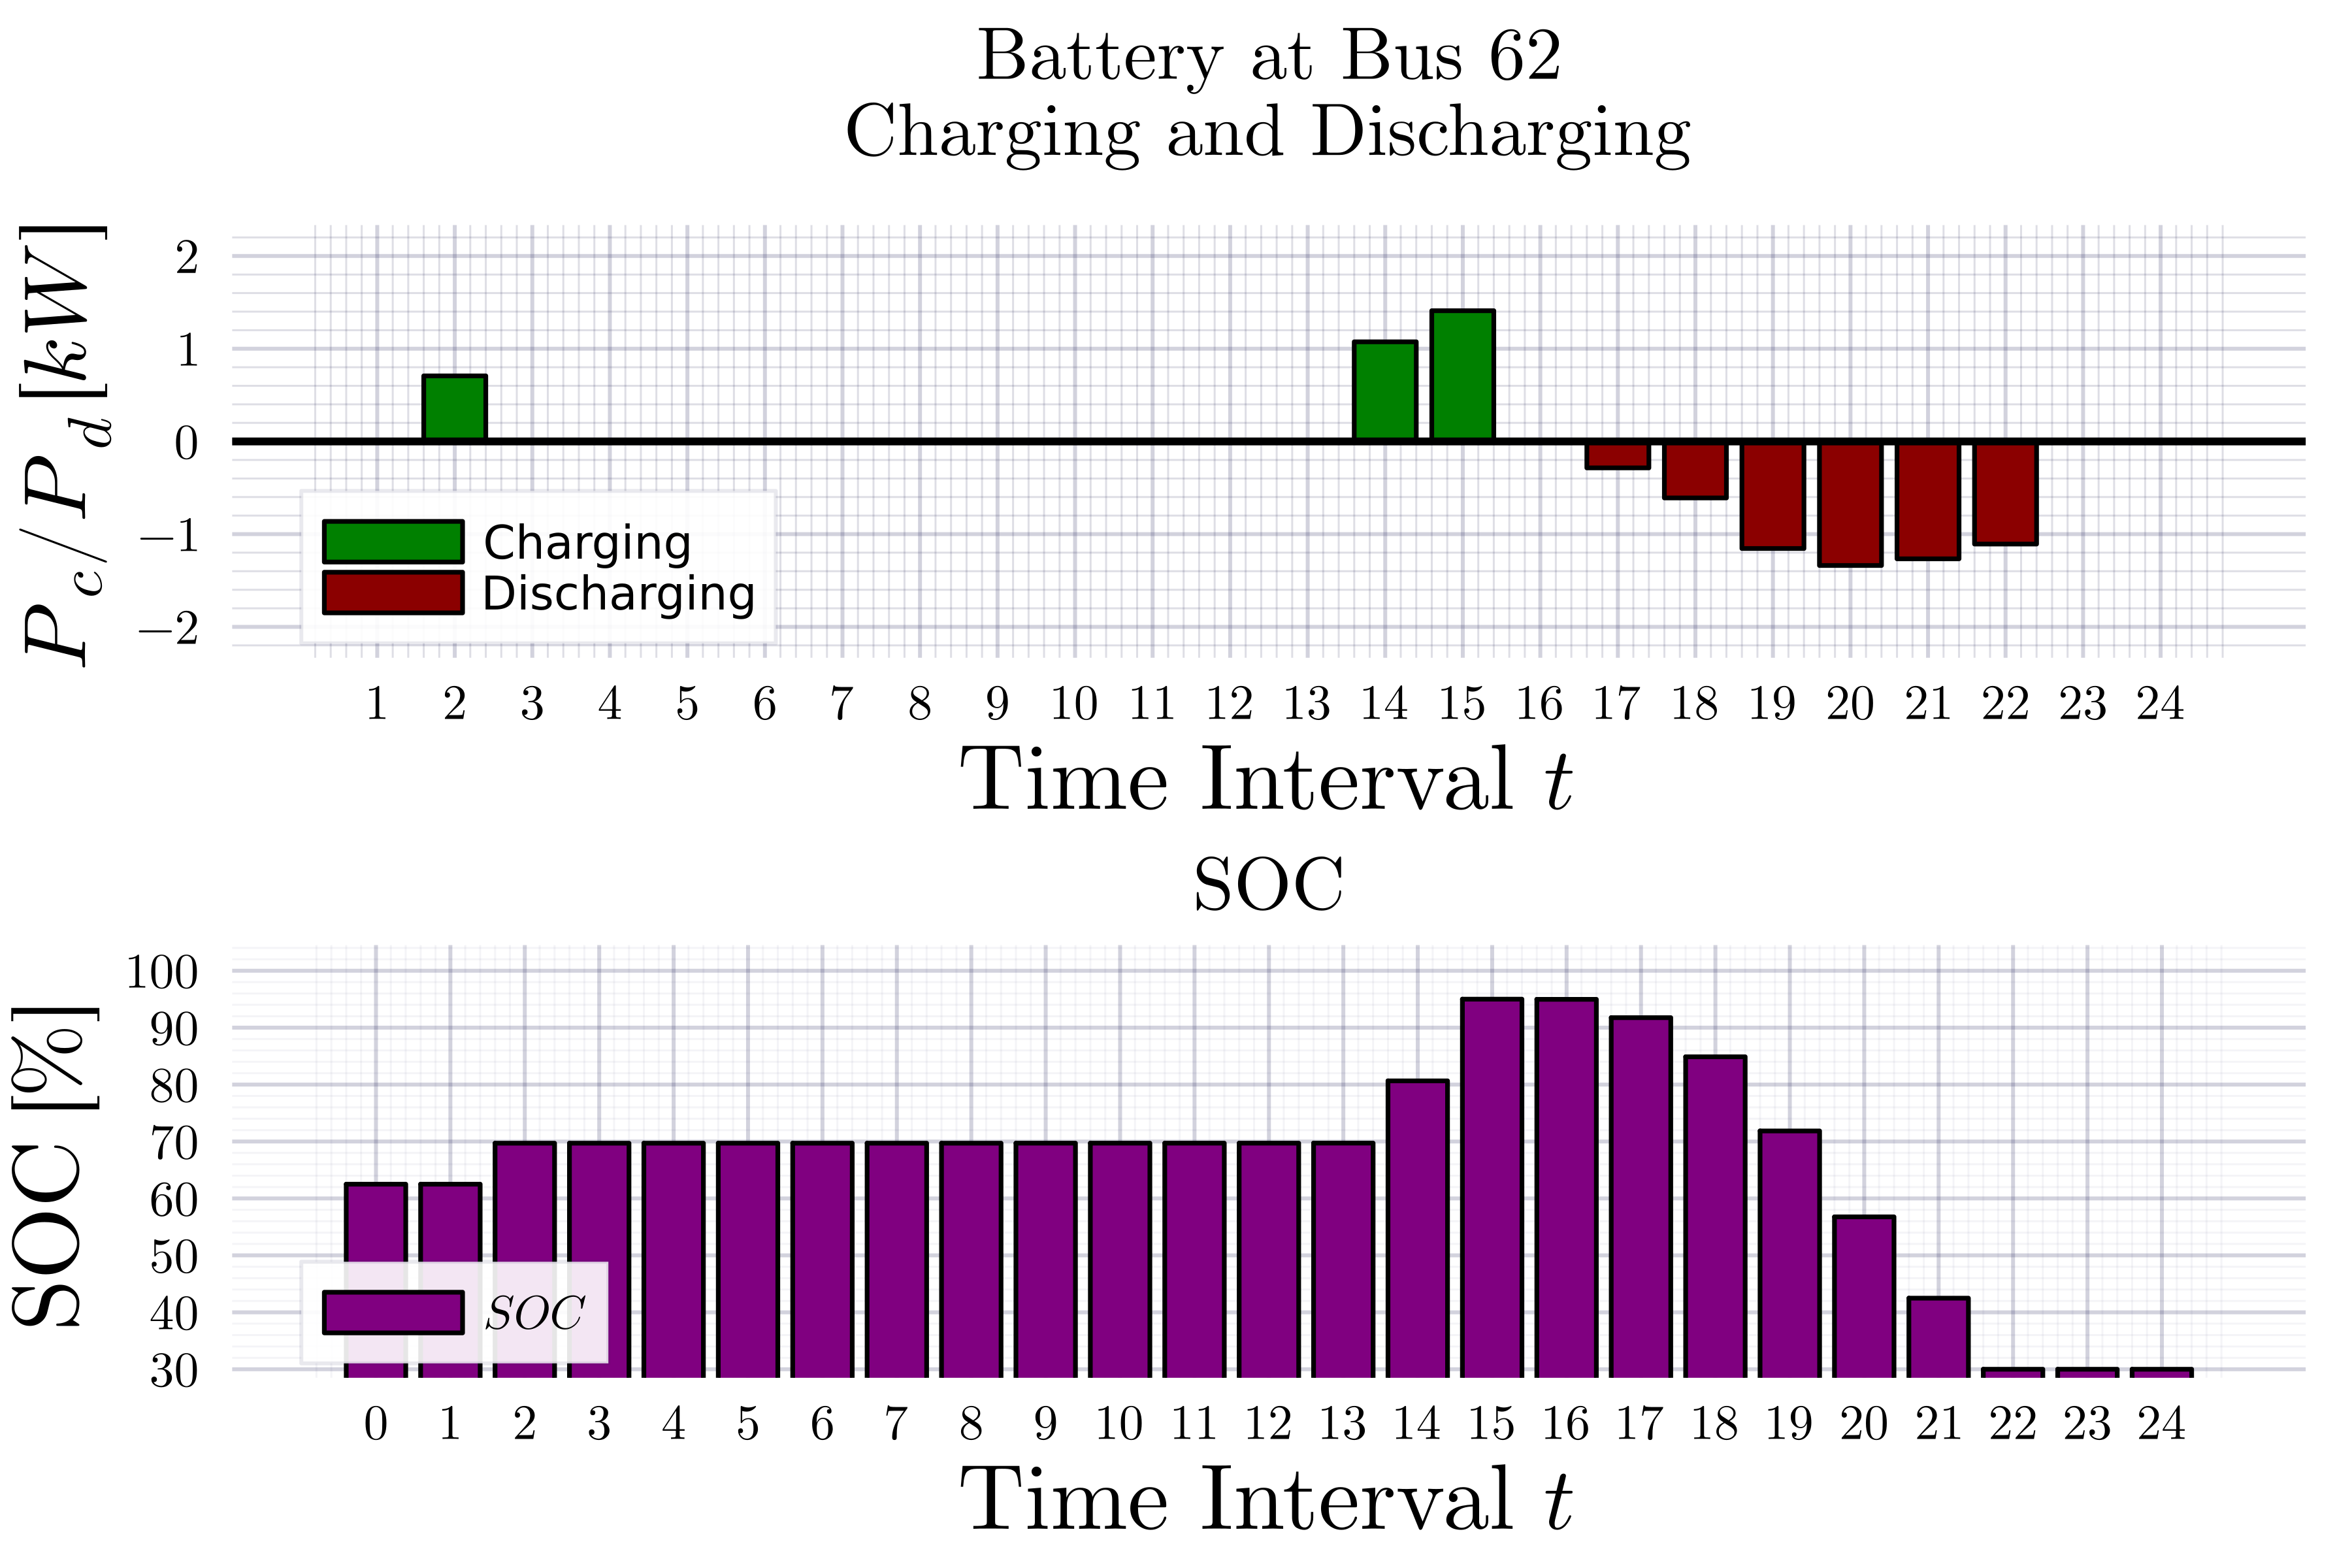 Battery at Bus 62
Charging and Discharging
P_c/P_d [kW]
2
1
0
−1
−2
Charging
Discharging
1 2 3 4 5 6 7 8 9 10 11 12 13 14 15 16 17 18 19 20 21 22 23 24
Time Interval t
SOC
SOC [%]
100
90
80
70
60
50
40
30
SOC
0 1 2 3 4 5 6 7 8 9 10 11 12 13 14 15 16 17 18 19 20 21 22 23 24
Time Interval t